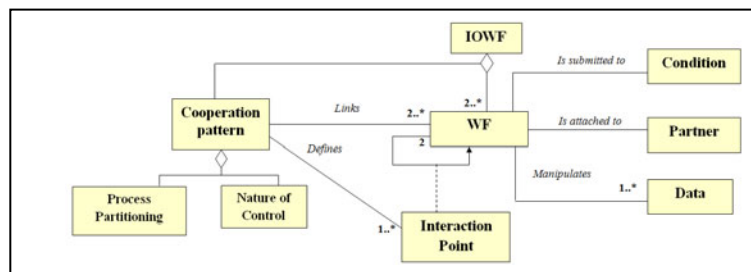 IOWF
Is submitted to
Condition
Cooperation
pattern
Links
2..*
2..*
WF
Is attached to
Partner
Defines
2
Manipulates
1..*
Data
Process
Partitioning
Nature of
Control
1..*
Interaction
Point